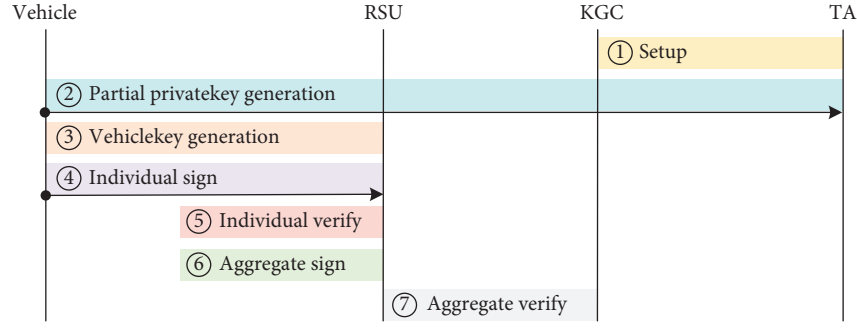 Vehicle RSU KGC TA
① Setup
② Partial privatekey generation
③ Vehiclekey generation
④ Individual sign
⑤ Individual verify
⑥ Aggregate sign
⑦ Aggregate verify